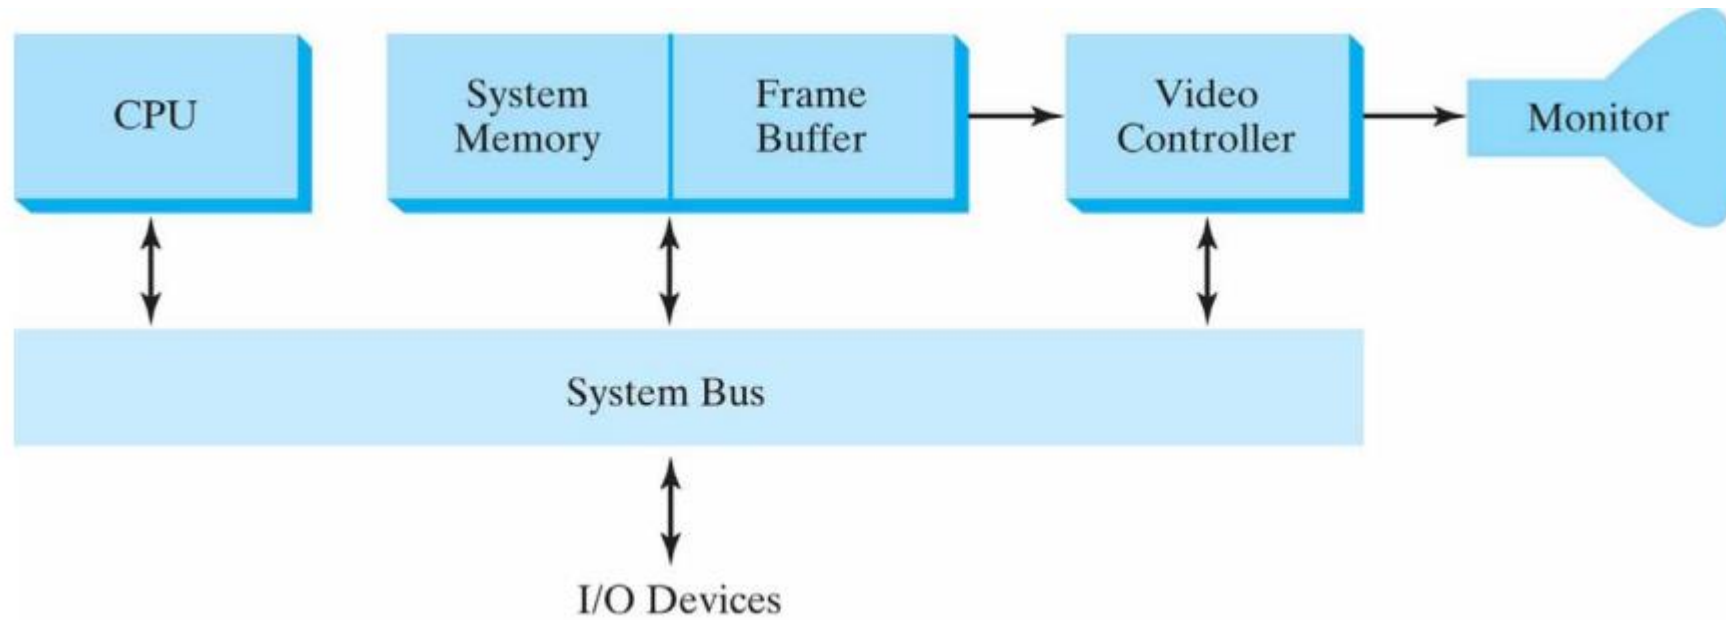 CPU
System
Memory
Frame
Buffer
Video
Controller
Monitor
System Bus
I/O Devices